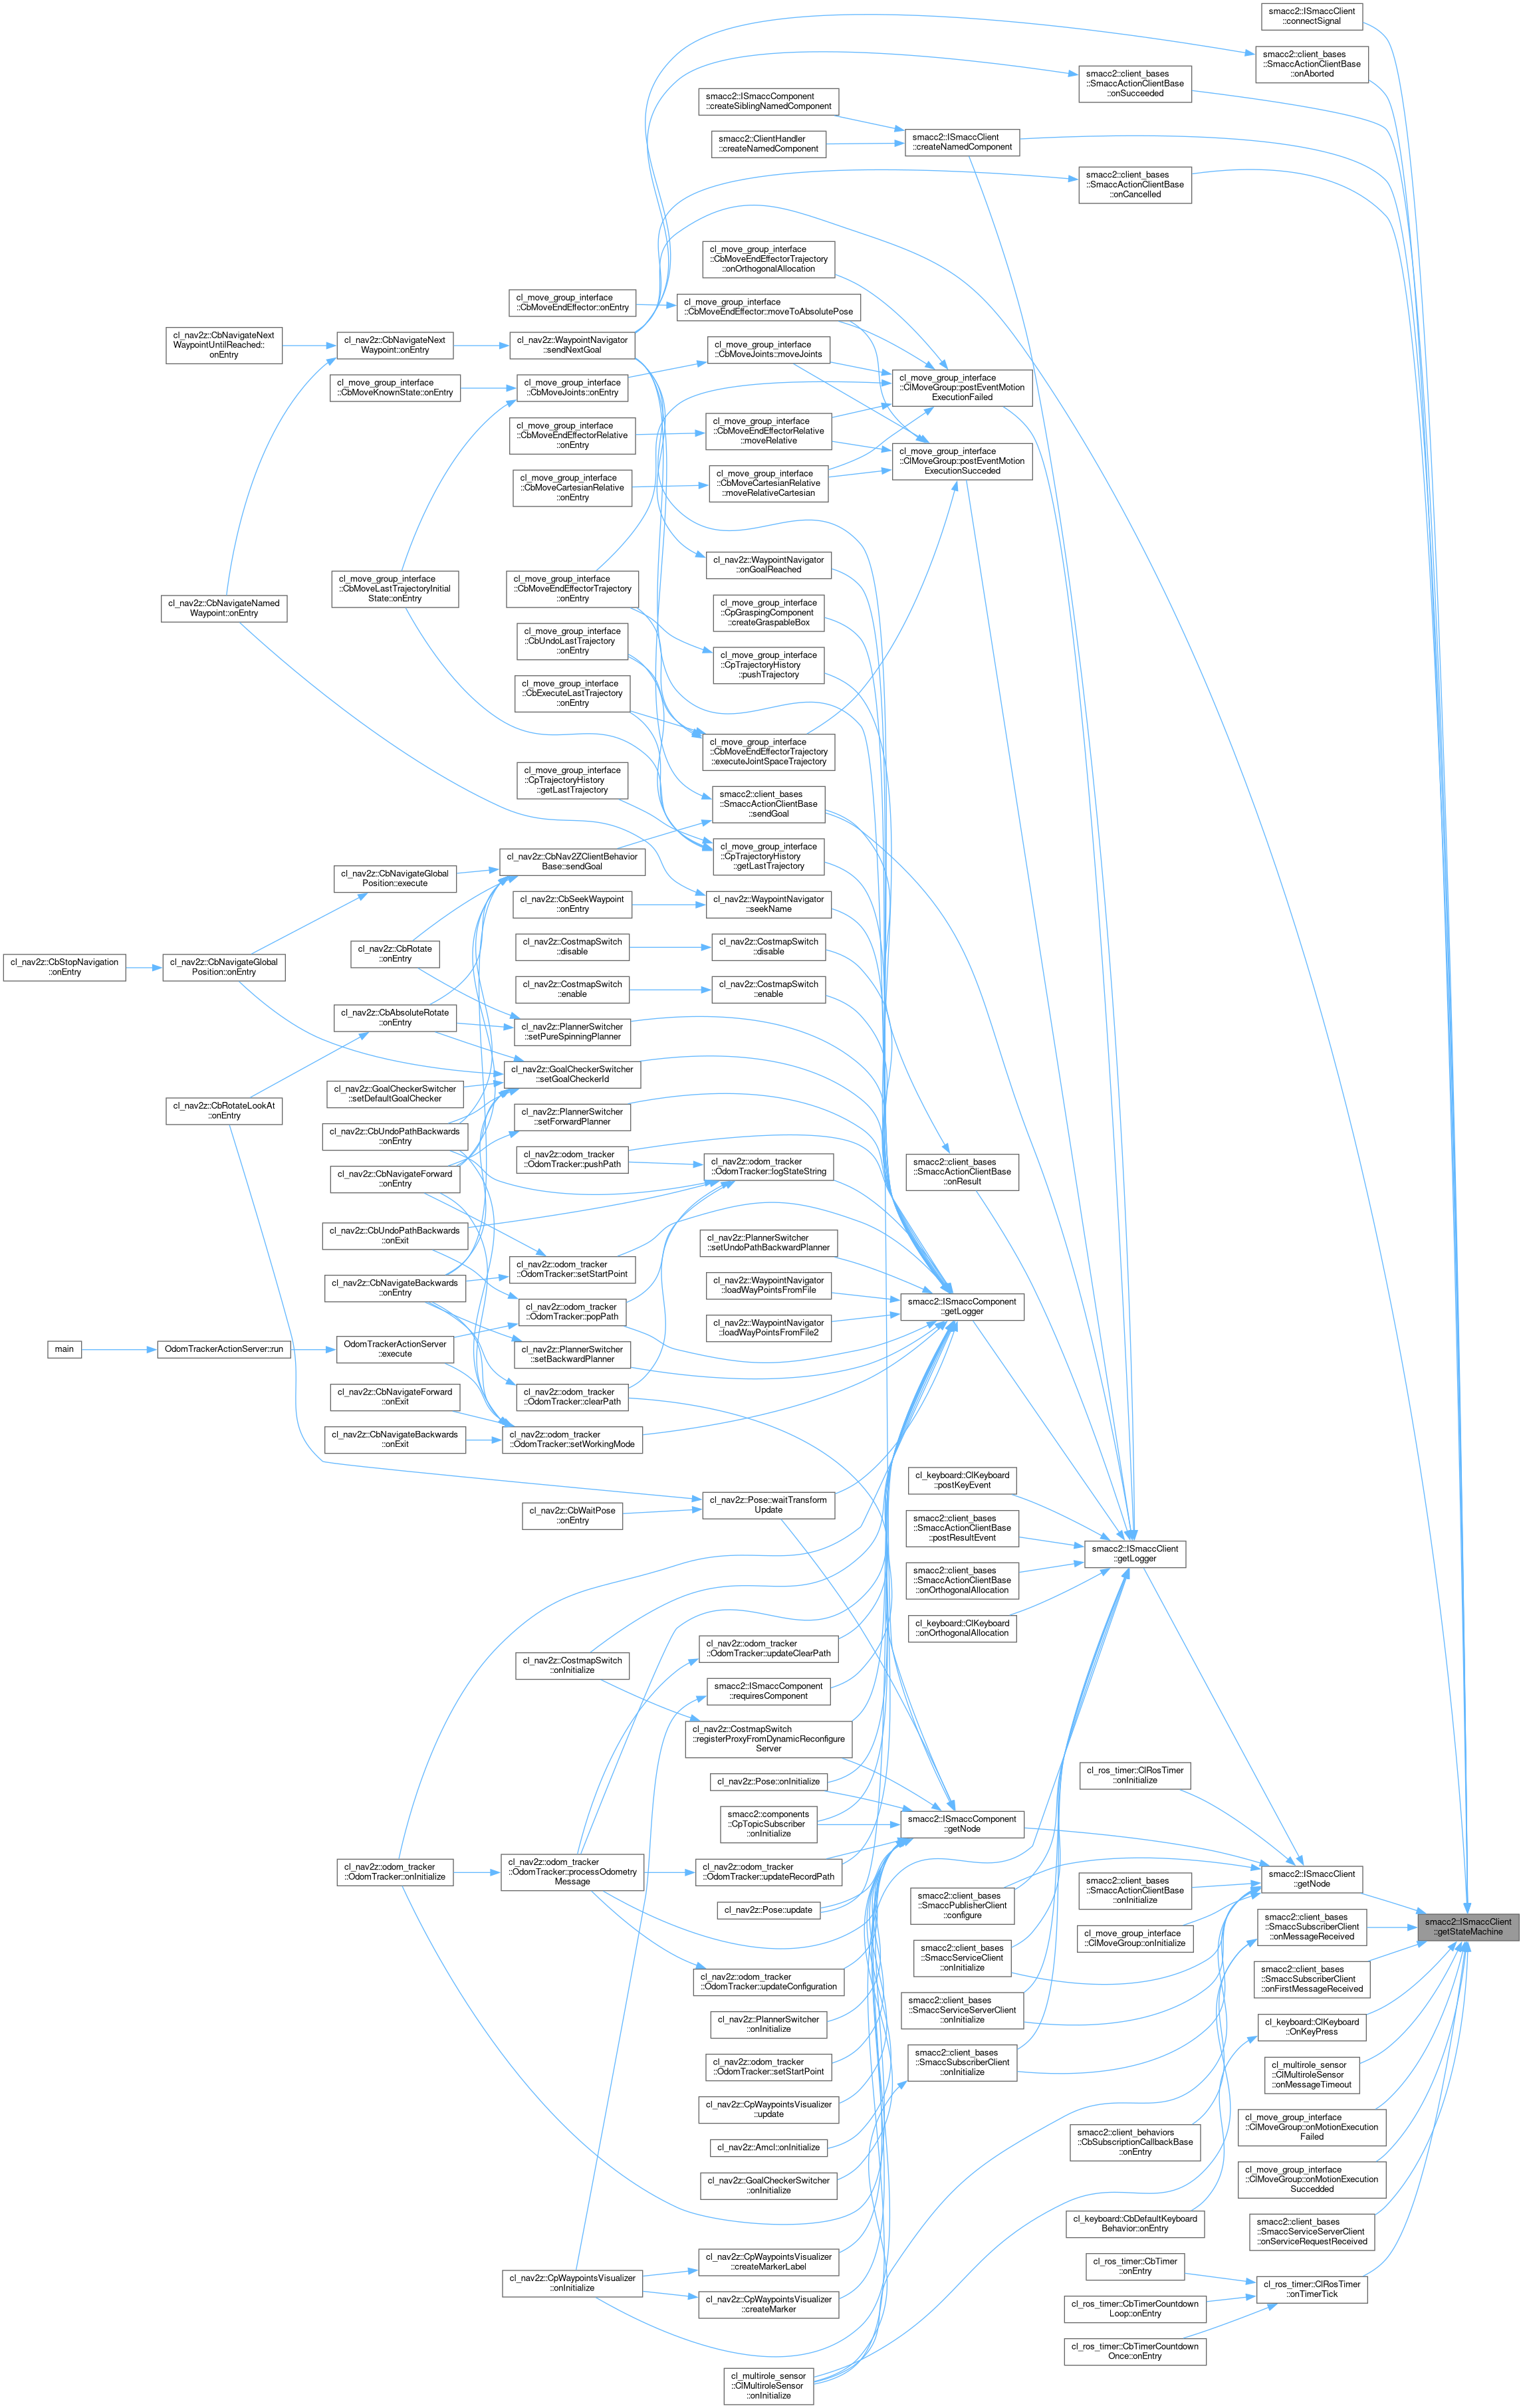 smacc2::ISmaccClient
::connectSignal
smacc2::client_bases
::SmaccActionClientBase
::onAborted
smacc2::client_bases
::SmaccActionClientBase
::onSucceeded
smacc2::ISmaccComponent
::createSiblingNamedComponent
smacc2::ClientHandler
::createNamedComponent
smacc2::ISmaccClient
::createNamedComponent
smacc2::client_bases
::SmaccActionClientBase
::onCancelled
cl_move_group_interface
::CbMoveEndEffectorTrajectory
::onOrthogonalAllocation
cl_move_group_interface
::CbMoveEndEffector::onEntry
cl_move_group_interface
::CbMoveEndEffector::moveToAbsolutePose
cl_nav2z::CbNavigateNext
WaypointUntilReached::
onEntry
cl_nav2z::CbNavigateNext
Waypoint::onEntry
cl_nav2z::WaypointNavigator
::sendNextGoal
cl_move_group_interface
::CbMoveJoints::moveJoints
cl_move_group_interface
::CbMoveKnownState::onEntry
cl_move_group_interface
::CbMoveJoints::onEntry
cl_move_group_interface
::ClMoveGroup::postEventMotion
ExecutionFailed
cl_move_group_interface
::CbMoveEndEffectorRelative
::onEntry
cl_move_group_interface
::CbMoveEndEffectorRelative
::moveRelative
cl_move_group_interface
::ClMoveGroup::postEventMotion
ExecutionSucceded
cl_move_group_interface
::CbMoveCartesianRelative
::onEntry
cl_move_group_interface
::CbMoveCartesianRelative
::moveRelativeCartesian
cl_nav2z::WaypointNavigator
::onGoalReached
cl_nav2z::CbNavigateNamed
Waypoint::onEntry
cl_move_group_interface
::CbMoveLastTrajectoryInitial
State::onEntry
cl_move_group_interface
::CbMoveEndEffectorTrajectory
::onEntry
cl_move_group_interface
::CpGraspingComponent
::createGraspableBox
cl_move_group_interface
::CbUndoLastTrajectory
::onEntry
cl_move_group_interface
::CpTrajectoryHistory
::pushTrajectory
cl_move_group_interface
::CbExecuteLastTrajectory
::onEntry
cl_move_group_interface
::CbMoveEndEffectorTrajectory
::executeJointSpaceTrajectory
cl_move_group_interface
::CpTrajectoryHistory
::getLastTrajectory
smacc2::client_bases
::SmaccActionClientBase
::sendGoal
cl_move_group_interface
::CpTrajectoryHistory
::getLastTrajectory
cl_nav2z::CbNavigateGlobal
Position::execute
cl_nav2z::CbNav2ZClientBehavior
Base::sendGoal
cl_nav2z::CbSeekWaypoint
::onEntry
cl_nav2z::WaypointNavigator
::seekName
cl_nav2z::CbStopNavigation
::onEntry
cl_nav2z::CbNavigateGlobal
Position::onEntry
cl_nav2z::CbRotate
::onEntry
cl_nav2z::CostmapSwitch
::disable
cl_nav2z::CostmapSwitch
::disable
cl_nav2z::CostmapSwitch
::enable
cl_nav2z::CostmapSwitch
::enable
cl_nav2z::CbAbsoluteRotate
::onEntry
cl_nav2z::PlannerSwitcher
::setPureSpinningPlanner
cl_nav2z::GoalCheckerSwitcher
::setGoalCheckerId
cl_nav2z::GoalCheckerSwitcher
::setDefaultGoalChecker
cl_nav2z::CbRotateLookAt
::onEntry
cl_nav2z::PlannerSwitcher
::setForwardPlanner
cl_nav2z::CbUndoPathBackwards
::onEntry
cl_nav2z::odom_tracker
::OdomTracker::pushPath
cl_nav2z::odom_tracker
::OdomTracker::logStateString
smacc2::client_bases
::SmaccActionClientBase
::onResult
cl_nav2z::CbNavigateForward
::onEntry
cl_nav2z::CbUndoPathBackwards
::onExit
cl_nav2z::PlannerSwitcher
::setUndoPathBackwardPlanner
cl_nav2z::odom_tracker
::OdomTracker::setStartPoint
cl_nav2z::CbNavigateBackwards
::onEntry
cl_nav2z::WaypointNavigator
::loadWayPointsFromFile
cl_nav2z::odom_tracker
::OdomTracker::popPath
smacc2::ISmaccComponent
::getLogger
cl_nav2z::WaypointNavigator
::loadWayPointsFromFile2
main
OdomTrackerActionServer::run
OdomTrackerActionServer
::execute
cl_nav2z::PlannerSwitcher
::setBackwardPlanner
cl_nav2z::CbNavigateForward
::onExit
cl_nav2z::odom_tracker
::OdomTracker::clearPath
cl_nav2z::CbNavigateBackwards
::onExit
cl_nav2z::odom_tracker
::OdomTracker::setWorkingMode
cl_keyboard::ClKeyboard
::postKeyEvent
cl_nav2z::CbWaitPose
::onEntry
cl_nav2z::Pose::waitTransform
Update
smacc2::client_bases
::SmaccActionClientBase
::postResultEvent
smacc2::ISmaccClient
::getLogger
smacc2::client_bases
::SmaccActionClientBase
::onOrthogonalAllocation
cl_keyboard::ClKeyboard
::onOrthogonalAllocation
cl_nav2z::CostmapSwitch
::onInitialize
cl_nav2z::odom_tracker
::OdomTracker::updateClearPath
smacc2::ISmaccComponent
::requiresComponent
cl_nav2z::CostmapSwitch
::registerProxyFromDynamicReconfigure
Server
cl_ros_timer::ClRosTimer
::onInitialize
cl_nav2z::Pose::onInitialize
smacc2::components
::CpTopicSubscriber
::onInitialize
smacc2::ISmaccComponent
::getNode
cl_nav2z::odom_tracker
::OdomTracker::onInitialize
cl_nav2z::odom_tracker
::OdomTracker::processOdometry
Message
cl_nav2z::odom_tracker
::OdomTracker::updateRecordPath
smacc2::client_bases
::SmaccActionClientBase
::onInitialize
smacc2::ISmaccClient
::getNode
cl_nav2z::Pose::update
smacc2::client_bases
::SmaccPublisherClient
::configure
cl_move_group_interface
::ClMoveGroup::onInitialize
smacc2::client_bases
::SmaccSubscriberClient
::onMessageReceived
smacc2::ISmaccClient
::getStateMachine
smacc2::client_bases
::SmaccServiceClient
::onInitialize
cl_nav2z::odom_tracker
::OdomTracker::updateConfiguration
smacc2::client_bases
::SmaccSubscriberClient
::onFirstMessageReceived
cl_nav2z::PlannerSwitcher
::onInitialize
smacc2::client_bases
::SmaccServiceServerClient
::onInitialize
cl_keyboard::ClKeyboard
::OnKeyPress
cl_nav2z::odom_tracker
::OdomTracker::setStartPoint
smacc2::client_bases
::SmaccSubscriberClient
::onInitialize
cl_multirole_sensor
::ClMultiroleSensor
::onMessageTimeout
cl_nav2z::CpWaypointsVisualizer
::update
cl_move_group_interface
::ClMoveGroup::onMotionExecution
Failed
cl_nav2z::Amcl::onInitialize
smacc2::client_behaviors
::CbSubscriptionCallbackBase
::onEntry
cl_nav2z::GoalCheckerSwitcher
::onInitialize
cl_move_group_interface
::ClMoveGroup::onMotionExecution
Succedded
cl_keyboard::CbDefaultKeyboard
Behavior::onEntry
smacc2::client_bases
::SmaccServiceServerClient
::onServiceRequestReceived
cl_nav2z::CpWaypointsVisualizer
::onInitialize
cl_nav2z::CpWaypointsVisualizer
::createMarkerLabel
cl_ros_timer::CbTimer
::onEntry
cl_nav2z::CpWaypointsVisualizer
::createMarker
cl_ros_timer::CbTimerCountdown
Loop::onEntry
cl_ros_timer::ClRosTimer
::onTimerTick
cl_ros_timer::CbTimerCountdown
Once::onEntry
cl_multirole_sensor
::ClMultiroleSensor
::onInitialize